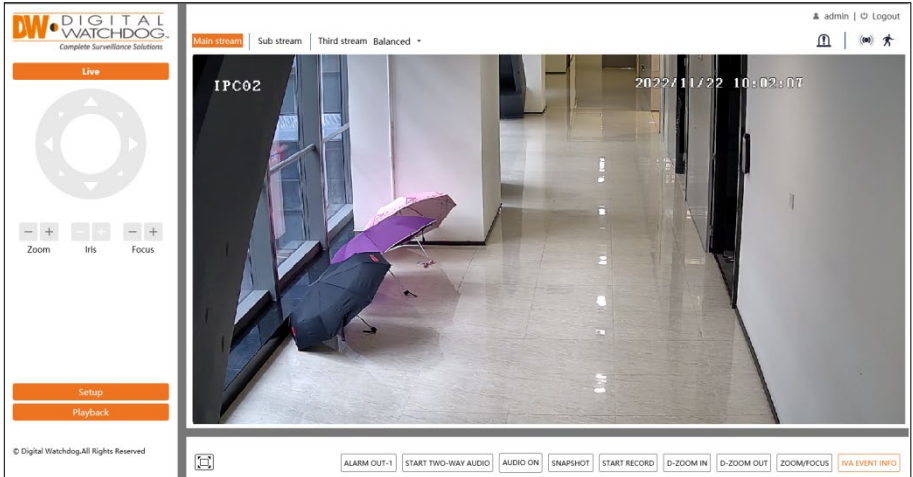 DW DIGITAL
WATCHDOG
Complete Surveillance Solutions
admin | Logout
Live
Main stream Sub stream Third stream Balanced
IPC02 2022/11/22 10:02:07
Zoom Iris Focus
Setup
Playback
© Digital Watchdog,All Rights Reserved
ALARM OUT-1 START TWO-WAY AUDIO AUDIO ON SNAPSHOT START RECORD D-ZOOM IN D-ZOOM OUT ZOOM/FOCUS IVA EVENT INFO